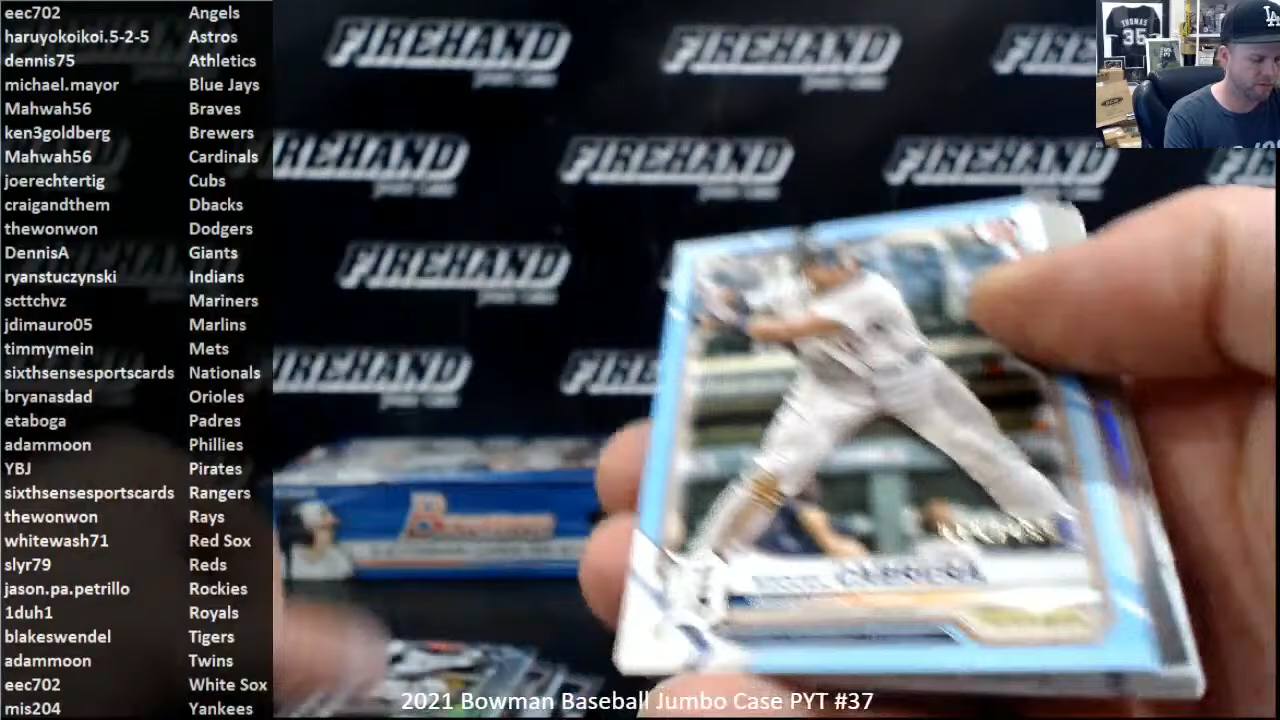 eec702 Angels
haruyokoikoi.5-2-5 Astros
dennis75 Athletics
michael.mayor Blue Jays
Mahwah56 Braves
ken3goldberg Brewers
Mahwah56 Cardinals
joerechtertig Cubs
craigandthem Dbacks
thewonwon Dodgers
DennisA Giants
ryanstuczynski Indians
scttchvz Mariners
jdimauro05 Marlins
timmymein Mets
sixthsensesportscards Nationals
bryanasdad Orioles
etaboga Padres
adammoon Phillies
YBJ Pirates
sixthsensesportscards Rangers
thewonwon Rays
whitewash71 Red Sox
slyr79 Reds
jason.pa.petrillo Rockies
1duh1 Royals
blakeswendel Tigers
adammoon Twins
eec702 White Sox
mis204 Yankees
FIREHAND FIREHAND
FIREHAND FIREHAND FIREHAND
FIREHAND
FIREHAND
THOMAS
35
LA
Bowman
CABRERA
2021 Bowman Baseball Jumbo Case PYT #37